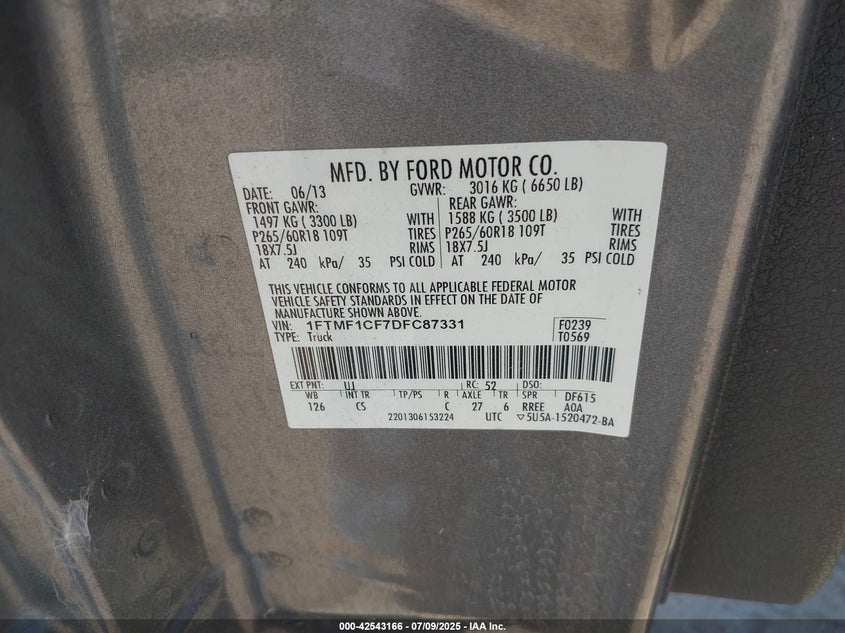 MFD. BY FORD MOTOR CO.
DATE: 06/13 GVWR: 3016 KG ( 6650 LB)
FRONT GAWR: REAR GAWR:
1497 KG ( 3300 LB) WITH 1588 KG ( 3500 LB) WITH
P265/60R18 109T TIRES P265/60R18 109T TIRES
18X7.5J RIMS 18X7.5J RIMS
AT 240 kPa/ 35 PSI COLD AT 240 kPa/ 35 PSI COLD
THIS VEHICLE CONFORMS TO ALL APPLICABLE FEDERAL MOTOR
VEHICLE SAFETY STANDARDS IN EFFECT ON THE DATE OF
MANUFACTURE SHOWN ABOVE.
VIN: 1FTMF1CF7DFC87331 F0239
TYPE: Truck T0569
EXT PNT: UJ RC: 52 DSO:
WB INT TR TP/PS R AXLE TR SPR DF615
126 CS C 27 6 RREE AOA
2201306153224 UTC ▽5U5A-1520472-BA
000-42543166 - 07/09/2025 - IAA Inc.